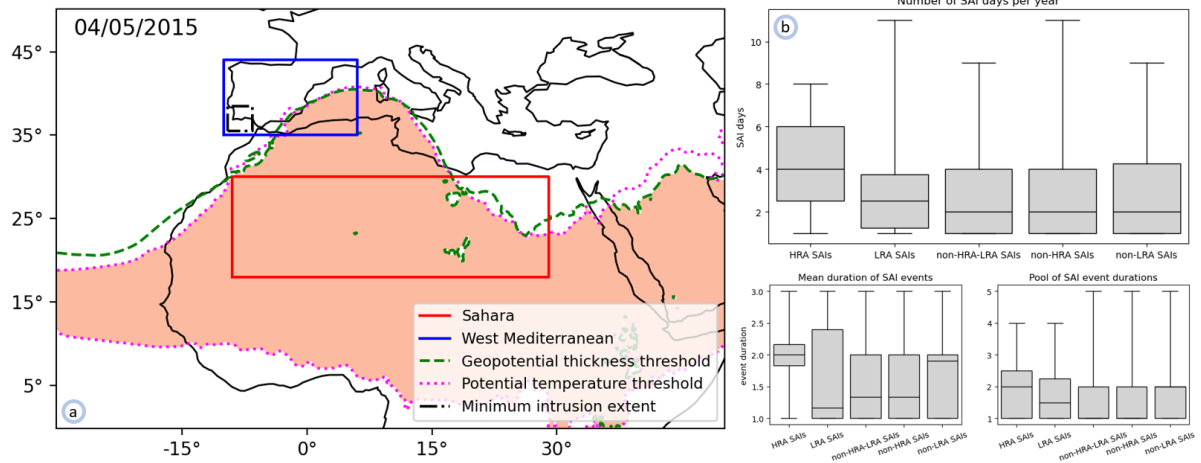 04/05/2015
45°
35°
25°
15°
5°
-15°
0°
15°
30°
Sahara
West Mediterranean
Geopotential thickness threshold
Potential temperature threshold
Minimum intrusion extent
a
Number of SAI days per year
b
SAI days
10
8
6
4
2
HRA SAIs
LRA SAIs
non-HRA-LRA SAIs
non-HRA SAIs
non-LRA SAIs
Mean duration of SAI events
event duration
3.0
2.5
2.0
1.5
1.0
HRA SAIs
LRA SAIs
non-HRA-LRA SAIs
non-HRA SAIs
non-LRA SAIs
Pool of SAI event durations
5
4
3
2
1
HRA SAIs
LRA SAIs
non-HRA-LRA SAIs
non-HRA SAIs
non-LRA SAIs